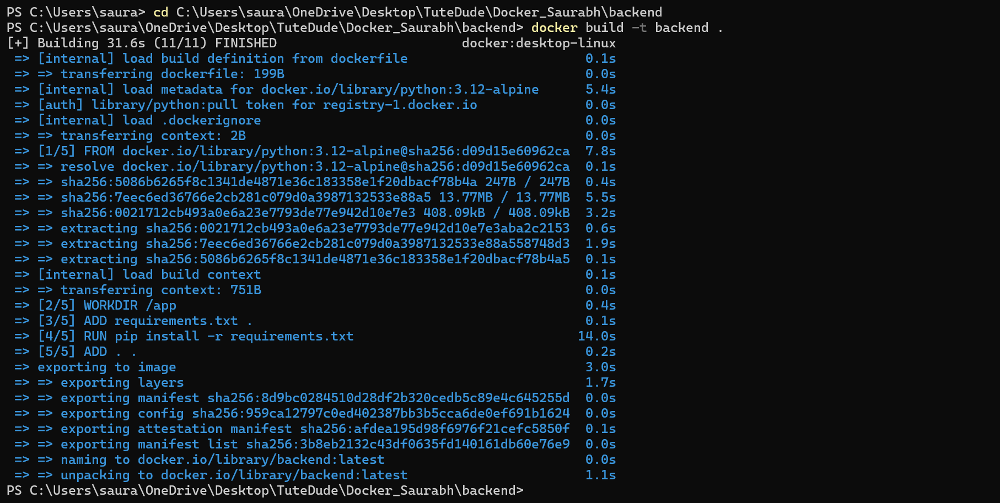 PS C:\Users\saura> cd C:\Users\saura\OneDrive\Desktop\TuteDude\Docker_Saurabh\backend
PS C:\Users\saura\OneDrive\Desktop\TuteDude\Docker_Saurabh\backend> docker build -t backend .
[+] Building 31.6s (11/11) FINISHED docker:desktop-linux
=> [internal] load build definition from dockerfile 0.1s
=> => transferring dockerfile: 199B 0.0s
=> [internal] load metadata for docker.io/library/python:3.12-alpine 5.4s
=> [auth] library/python:pull token for registry-1.docker.io 0.0s
=> [internal] load .dockerignore 0.0s
=> => transferring context: 2B 0.0s
=> [1/5] FROM docker.io/library/python:3.12-alpine@sha256:d09d15e60962ca 7.8s
=> => resolve docker.io/library/python:3.12-alpine@sha256:d09d15e60962ca 0.1s
=> => sha256:5086b6265f8c1341de4871e36c183358e1f20dbacf78b4a 247B / 247B 0.4s
=> => sha256:7eec6ed36766e2cb281c079d0a3987132533e88a5 13.77MB / 13.77MB 5.5s
=> => sha256:0021712cb493a0e6a23e7793de77e942d10e7e3 408.09kB / 408.09kB 3.2s
=> => extracting sha256:0021712cb493a0e6a23e7793de77e942d10e7e3aba2c2153 0.6s
=> => extracting sha256:7eec6ed36766e2cb281c079d0a3987132533e88a558748d3 1.9s
=> => extracting sha256:5086b6265f8c1341de4871e36c183358e1f20dbacf78b4a5 0.1s
=> [internal] load build context 0.1s
=> => transferring context: 751B 0.0s
=> [2/5] WORKDIR /app 0.4s
=> [3/5] ADD requirements.txt . 0.1s
=> [4/5] RUN pip install -r requirements.txt 14.0s
=> [5/5] ADD . . 0.2s
=> exporting to image 3.0s
=> => exporting layers 1.7s
=> => exporting manifest sha256:8d9bc0284510d28df2b320cedb5c89e4c645255d 0.0s
=> => exporting config sha256:959ca12797c0ed402387bb3b5cca6de0ef691b1624 0.0s
=> => exporting attestation manifest sha256:afdea195d98f6976f21cefc5850f 0.1s
=> => exporting manifest list sha256:3b8eb2132c43df0635fd140161db60e76e9 0.0s
=> => naming to docker.io/library/backend:latest 0.0s
=> => unpacking to docker.io/library/backend:latest 1.1s
PS C:\Users\saura\OneDrive\Desktop\TuteDude\Docker_Saurabh\backend>